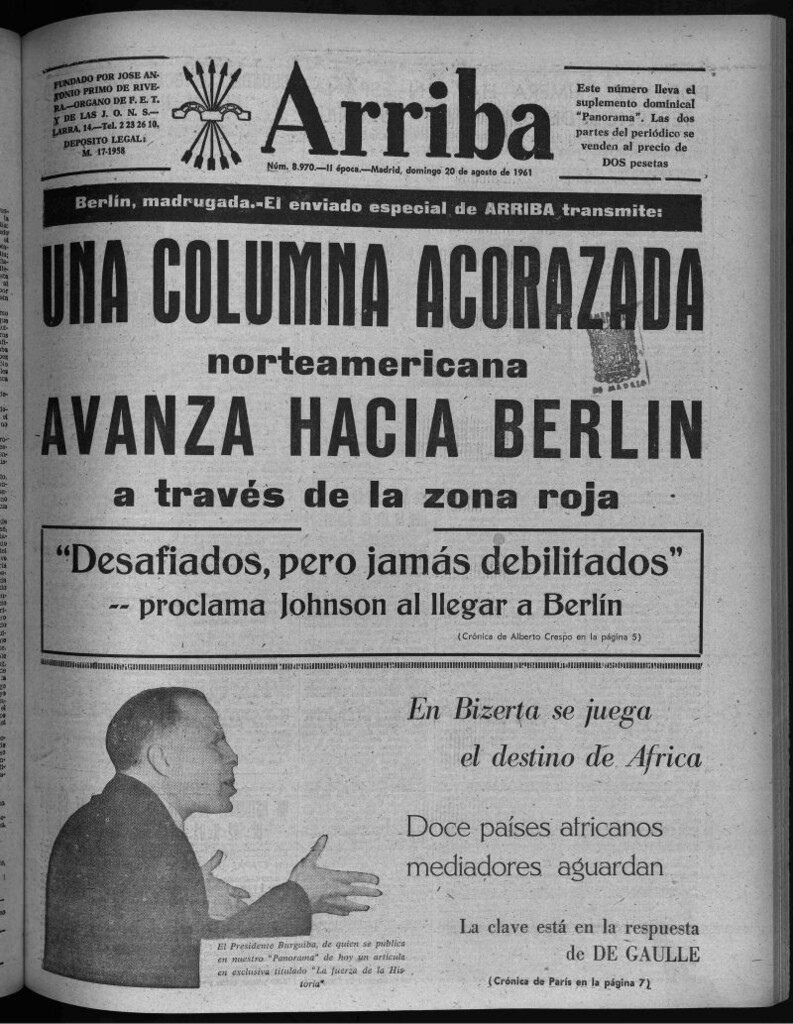 FUNDADO POR JOSE AN-
TONIO PRIMO DE RIVE-
RA.—ORGANO DE F. E. T.
Y DE LAS J. O. N. S.—
LARRA, 14.—Tel. 2 23 26 10.
DEPOSITO LEGAL:
M. 17-1958
Arriba
Núm. 8.970.—II época.—Madrid, domingo 20 de agosto de 1961
Este número lleva el
suplemento dominical
"Panorama". Las dos
partes del periódico se
venden al precio de
DOS pesetas
Berlín, madrugada.-El enviado especial de ARRIBA transmite:
UNA COLUMNA ACORAZADA
norteamericana
AVANZA HACIA BERLIN
a través de la zona roja
DE MADRID
"Desafiados, pero jamás debilitados"
-- proclama Johnson al llegar a Berlín
(Crónica de Alberto Crespo en la página 5)
En Bizerta se juega
el destino de Africa
Doce países africanos
mediadores aguardan
La clave está en la respuesta
de DE GAULLE
(Crónica de París en la página 7)
El Presidente Burguiba, de quien se publica
en nuestro "Panorama" de hoy un artículo
en exclusiva titulado "La fuerza de la His-
toria"